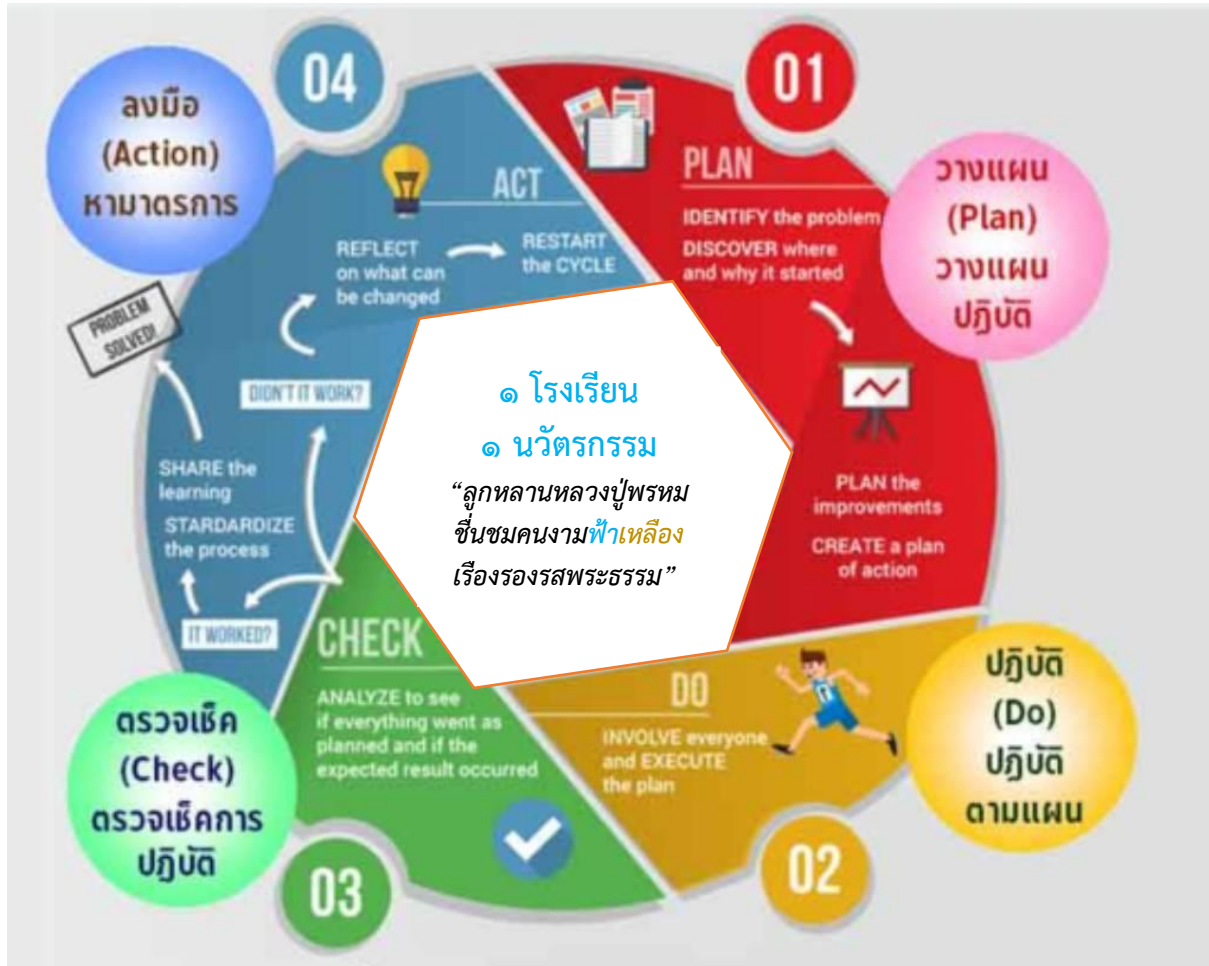 01
PLAN
IDENTIFY the problem
DISCOVER where
and why it started
PLAN the
improvements
CREATE a plan
of action
วางแผน
(Plan)
วางแผน
ปฏิบัติ
02
DO
INVOLVE everyone
and EXECUTE
the plan
ปฏิบัติ
(Do)
ปฏิบัติ
ตามแผน
03
CHECK
ANALYZE to see
if everything went as
planned and if the
expected result occurred
ตรวจเช็ค
(Check)
ตรวจเช็คการ
ปฏิบัติ
04
ACT
IT WORKED?
STARDARDIZE
the process
SHARE the
learning
PROBLEM
SOLVED!
DIDN'T IT WORK?
REFLECT
on what can
be changed
RESTART
the CYCLE
ลงมือ
(Action)
หามาตรการ
๑ โรงเรียน
๑ นวัตรกรรม
“ลูกหลานหลวงปู่พรหม
ชื่นชมคนงามฟ้าเหลือง
เรืองรองรสพระธรรม”